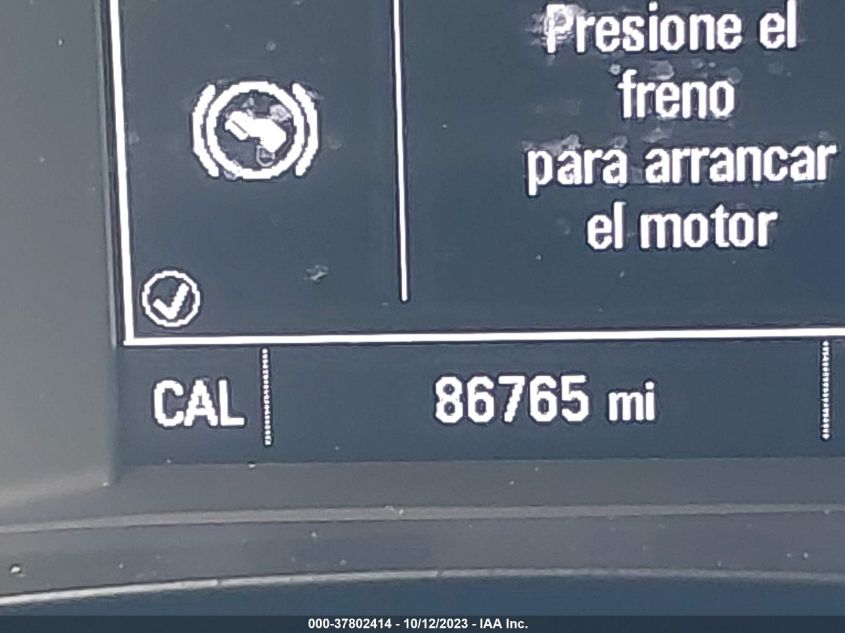 Presione el
freno
para arrancar
el motor
CAL
86765 mi
000-37802414 - 10/12/2023 - IAA Inc.